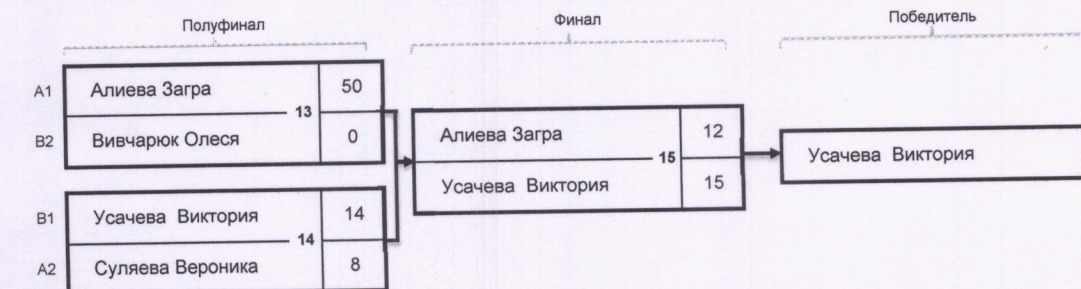 Полуфинал
Финал
Победитель
A1 Алиева Загра 50
13
B2 Вивчарюк Олеся 0
B1 Усачева Виктория 14
14
A2 Суляева Вероника 8
Алиева Загра 12
15
Усачева Виктория 15
Усачева Виктория